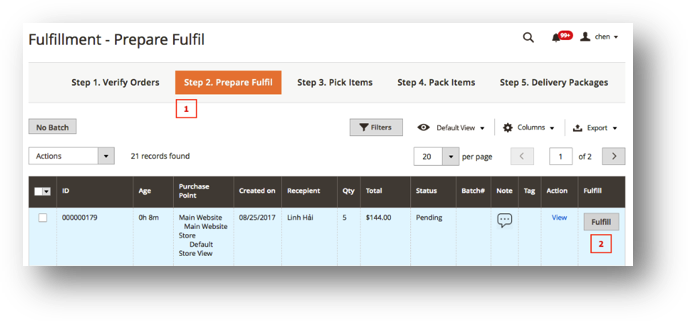 Fulfillment - Prepare Fulfil
99+
chen
Step 1. Verify Orders
Step 2. Prepare Fulfil
Step 3. Pick Items
Step 4. Pack Items
Step 5. Delivery Packages
1
No Batch
Filters
Default View
Columns
Export
Actions
21 records found
20
per page
1
of 2
ID
Age
Purchase
Point
Created on
Recepient
Qty
Total
Status
Batch#
Note
Tag
Action
Fulfill
000000179
0h 8m
Main Website
Main Website
Store
Default
Store View
08/25/2017
Linh Hải
5
$144.00
Pending
View
Fulfill
2